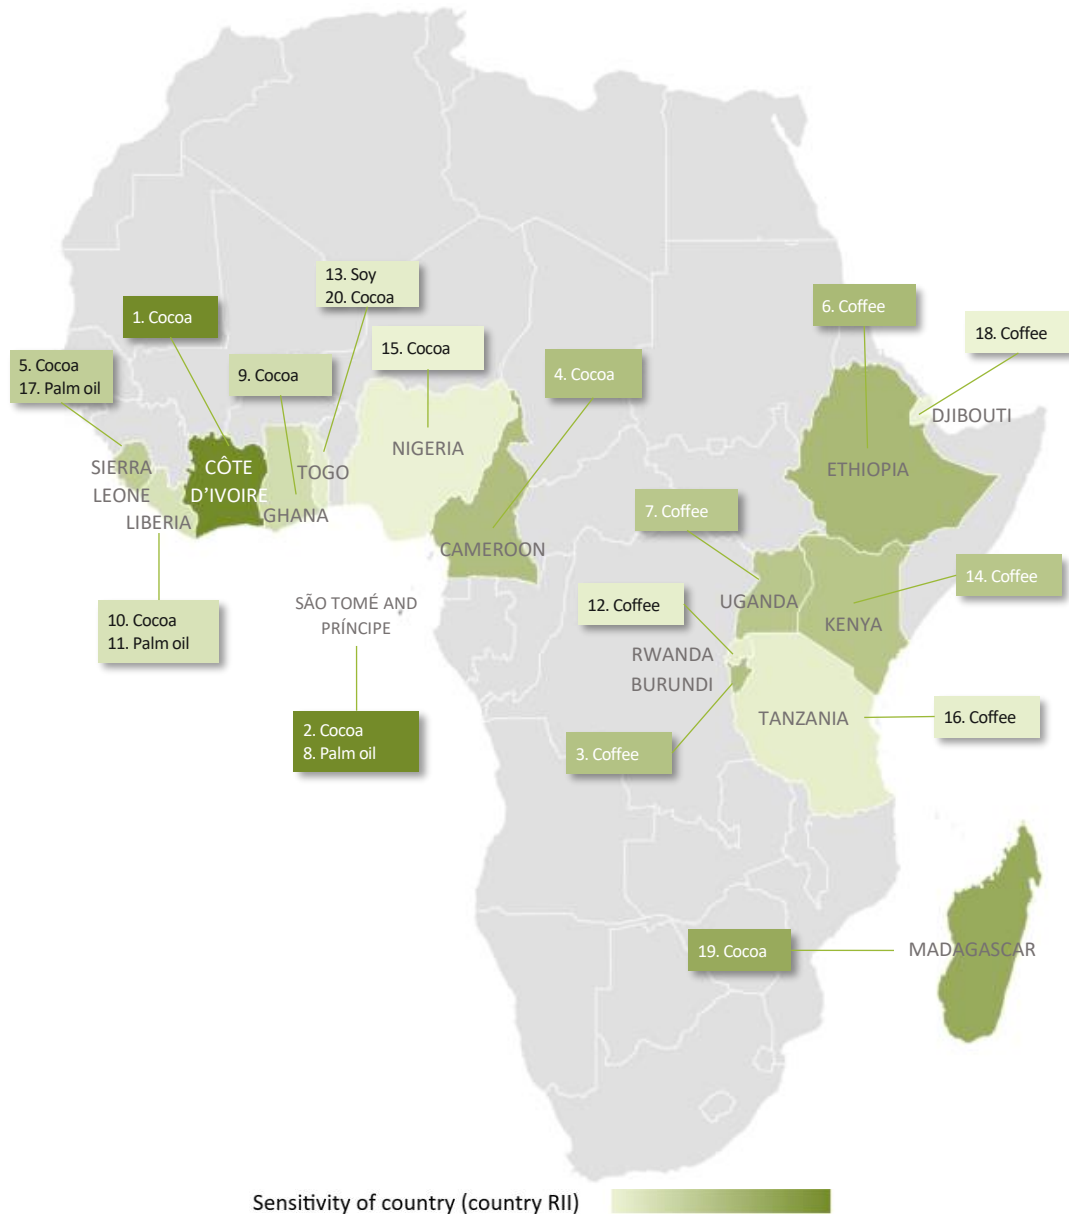 13. Soy
20. Cocoa
1. Cocoa
6. Coffee
18. Coffee
15. Cocoa
5. Cocoa
17. Palm oil
9. Cocoa
4. Cocoa
DJIBOUTI
NIGERIA
SIERRA
LEONE
CÔTE
D'IVOIRE
TOGO
ETHIOPIA
LIBERIA
GHANA
7. Coffee
CAMEROON
14. Coffee
SÃO TOMÉ AND
PRÍNCIPE
12. Coffee
UGANDA
KENYA
10. Cocoa
11. Palm oil
RWANDA
BURUNDI
TANZANIA
16. Coffee
2. Cocoa
8. Palm oil
3. Coffee
19. Cocoa
MADAGASCAR
Sensitivity of country (country RII)